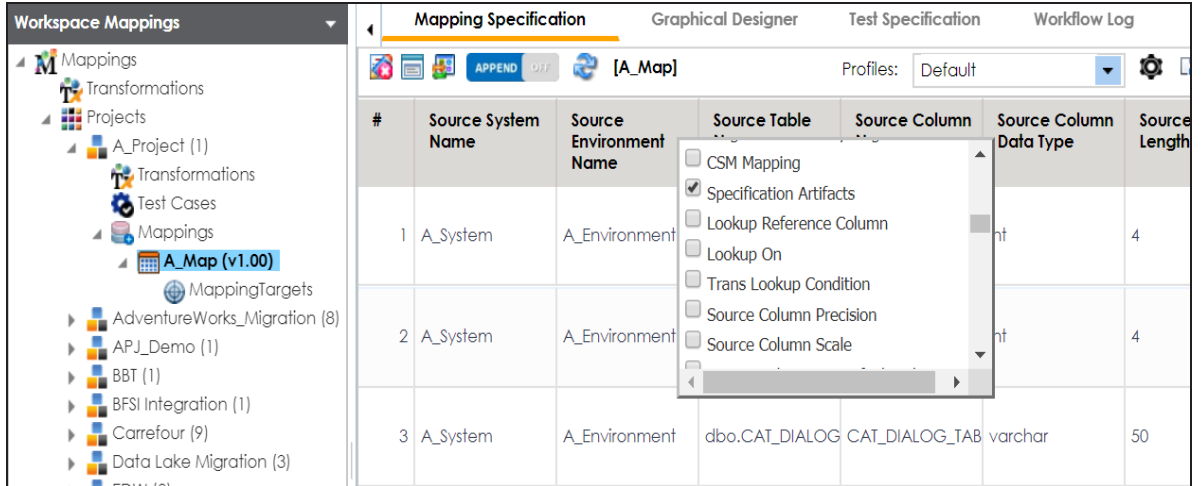 Workspace Mappings
Mappings
Transformations
Projects
A_Project (1)
Transformations
Test Cases
Mappings
A_Map (v1.00)
MappingTargets
AdventureWorks_Migration (8)
APJ_Demo (1)
BBT (1)
BFSI Integration (1)
Carrefour (9)
Data Lake Migration (3)
Mapping Specification Graphical Designer Test Specification Workflow Log
APPEND OFF [A_Map] Profiles: Default
# Source System Source Source Table Source Column Source Column Source
Name Environment Data Type Length
Name
CSM Mapping
Specification Artifacts
Lookup Reference Column
Lookup On
Trans Lookup Condition
Source Column Precision
Source Column Scale
1 A_System A_Environment 4
2 A_System A_Environment 4
3 A_System A_Environment dbo.CAT_DIALOG CAT_DIALOG_TAB varchar 50